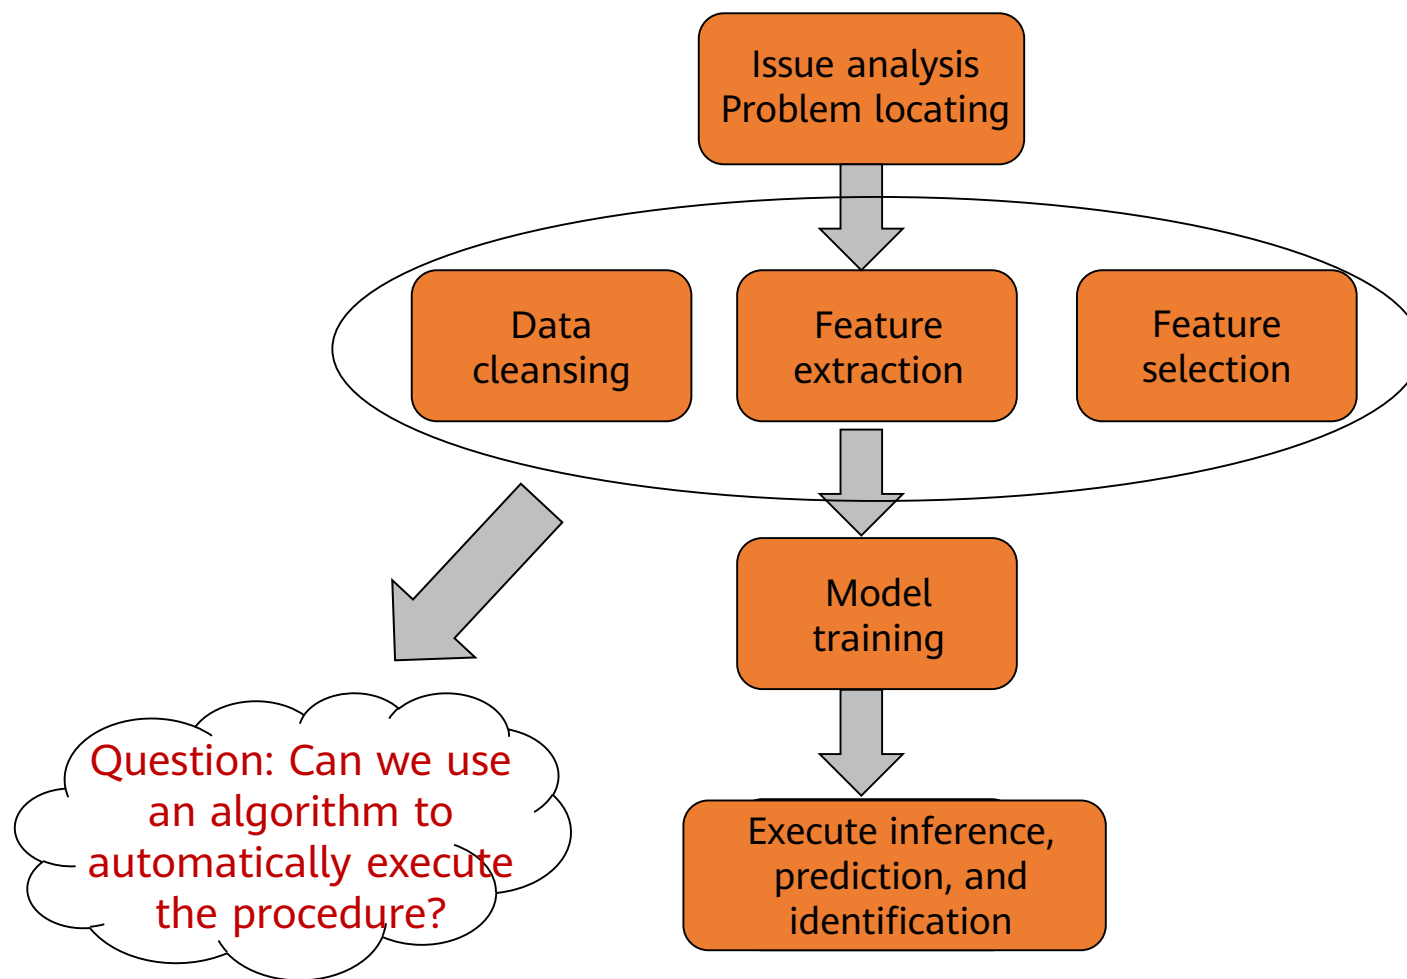 Issue analysis
Problem locating
Data
cleansing
Feature
extraction
Feature
selection
Model
training
Question: Can we use
an algorithm to
automatically execute
the procedure?
Execute inference,
prediction, and
identification